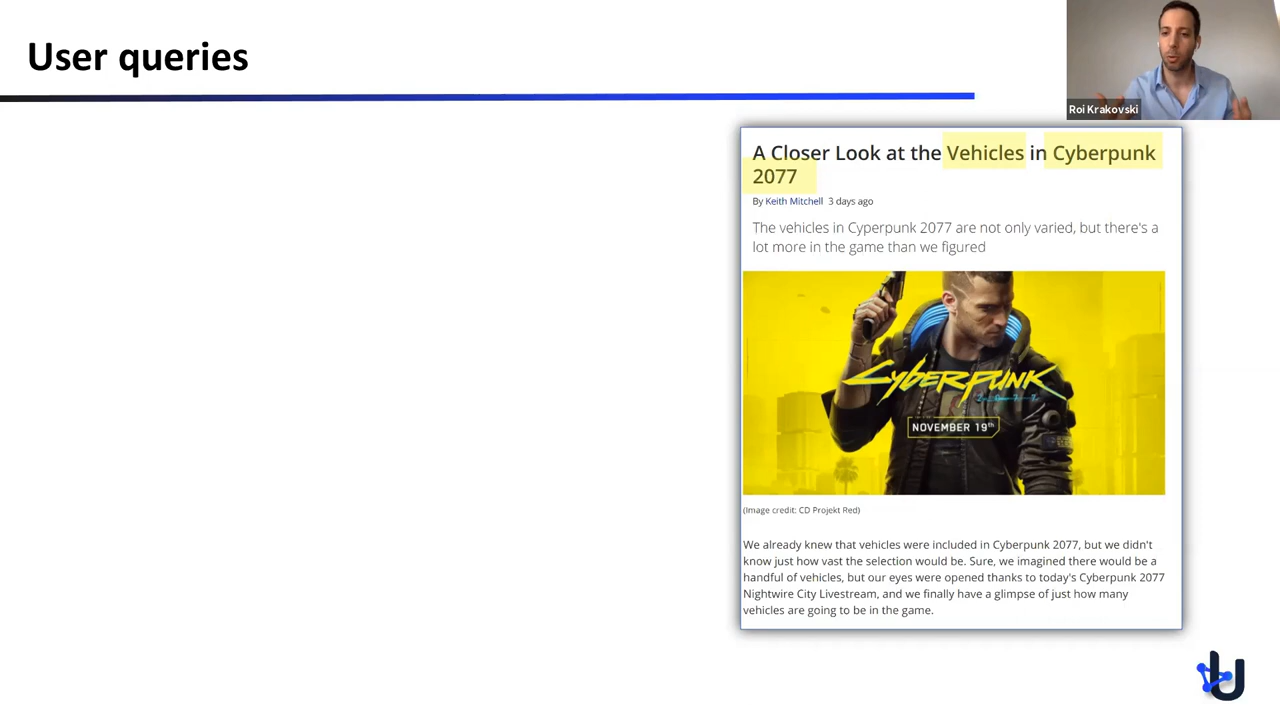 User queries
Roi Krakovski
A Closer Look at the Vehicles in Cyberpunk
2077
By Keith Mitchell 3 days ago
The vehicles in Cyperpunk 2077 are not only varied, but there's a
lot more in the game than we figured
Cyberpunk
2077
NOVEMBER 19th
(Image credit: CD Projekt Red)
We already knew that vehicles were included in Cyberpunk 2077, but we didn't
know just how vast the selection would be. Sure, we imagined there would be a
handful of vehicles, but our eyes were opened thanks to today's Cyberpunk 2077
Nightwire City Livestream, and we finally have a glimpse of just how many
vehicles are going to be in the game.